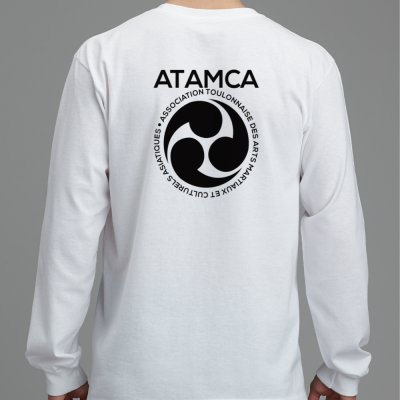 ATAMCA
• ASSOCIATION TOULONNAISE DES ARTS MARTIAUX ET CULTURELS ASIATIQUES